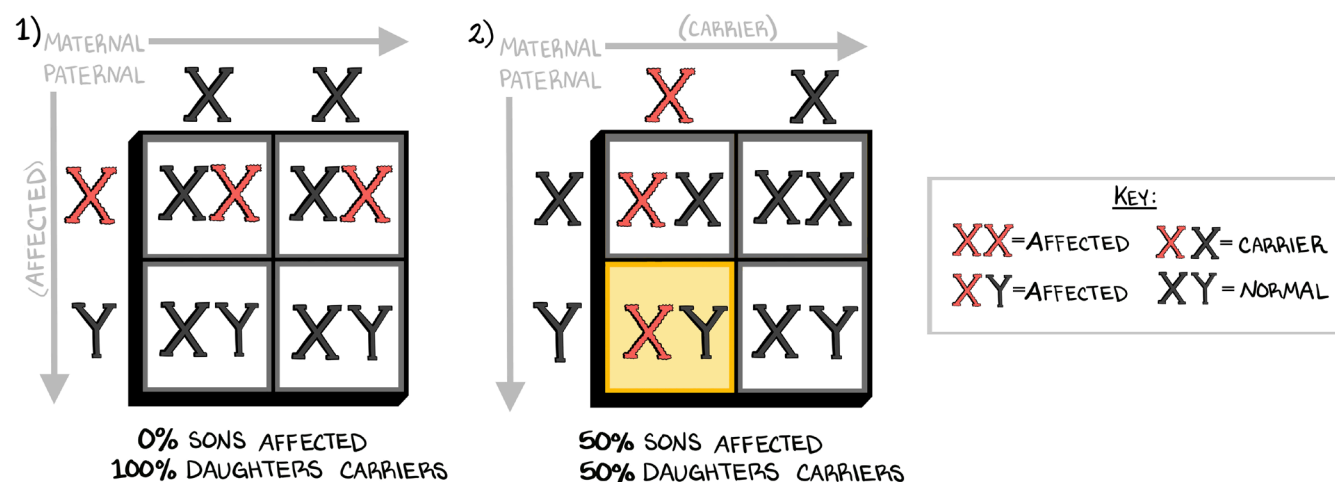 1) MATERNAL
PATERNAL
X X
(AFFECTED)
X XX XX
Y XY XY
0% SONS AFFECTED
100% DAUGHTERS CARRIERS
2) MATERNAL (CARRIER)
PATERNAL
X X
X XX XX
Y XY XY
50% SONS AFFECTED
50% DAUGHTERS CARRIERS
KEY:
XX=AFFECTED XX=CARRIER
XY=AFFECTED XY=NORMAL